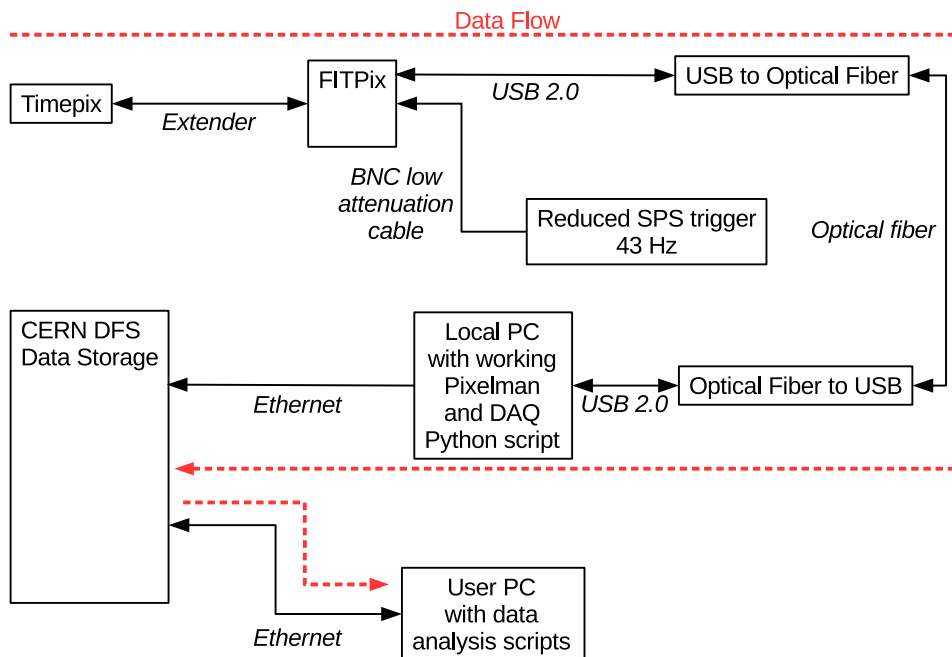 Data Flow
Timepix
Extender
FITPix
USB 2.0
USB to Optical Fiber
BNC low
attenuation
cable
Reduced SPS trigger
43 Hz
Optical fiber
CERN DFS
Data Storage
Ethernet
Local PC
with working
Pixelman
and DAQ
Python script
USB 2.0
Optical Fiber to USB
Ethernet
User PC
with data
analysis scripts